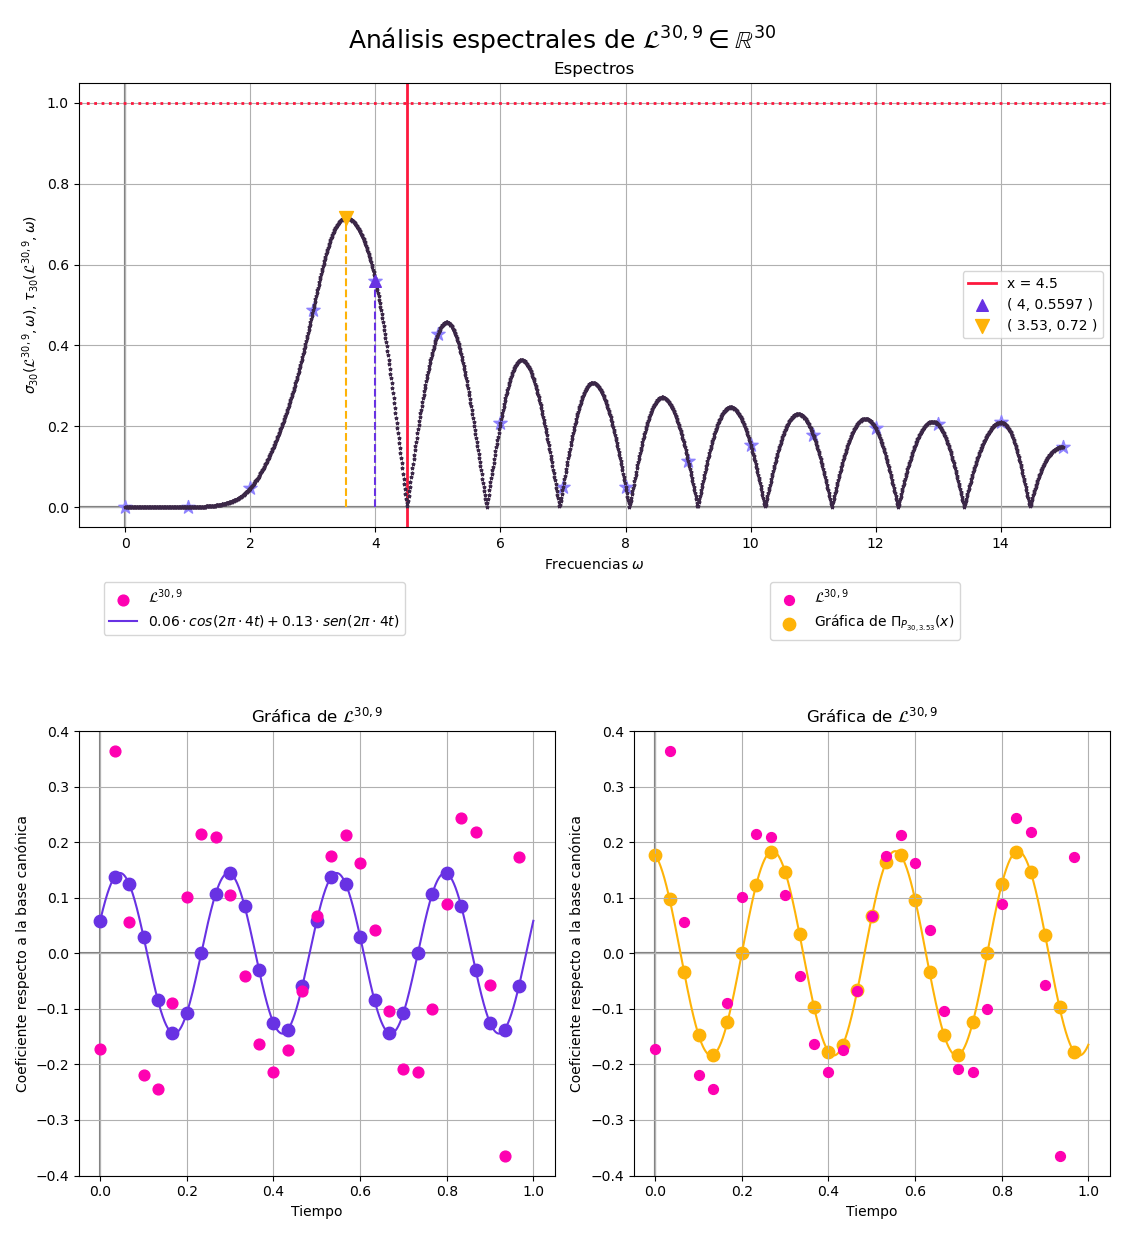 Análisis espectrales de 𝓛^{30,9} ∈ ℝ^{30}
Espectros
1.0
0.8
0.6
0.4
0.2
0.0
σ_{30}(𝓛^{30,9}, ω), τ_{30}(𝓛^{30,9}, ω)
x = 4.5
( 4, 0.5597 )
( 3.53, 0.72 )
0 2 4 6 8 10 12 14
Frecuencias ω
𝓛^{30,9}
0.06 · cos(2π · 4t) + 0.13 · sen(2π · 4t)
𝓛^{30,9}
Gráfica de Π_{P_{30,3.53}}(x)
Gráfica de 𝓛^{30,9}
0.4
0.3
0.2
0.1
0.0
−0.1
−0.2
−0.3
−0.4
Coeficiente respecto a la base canónica
0.0 0.2 0.4 0.6 0.8 1.0
Tiempo
Gráfica de 𝓛^{30,9}
0.4
0.3
0.2
0.1
0.0
−0.1
−0.2
−0.3
−0.4
Coeficiente respecto a la base canónica
0.0 0.2 0.4 0.6 0.8 1.0
Tiempo